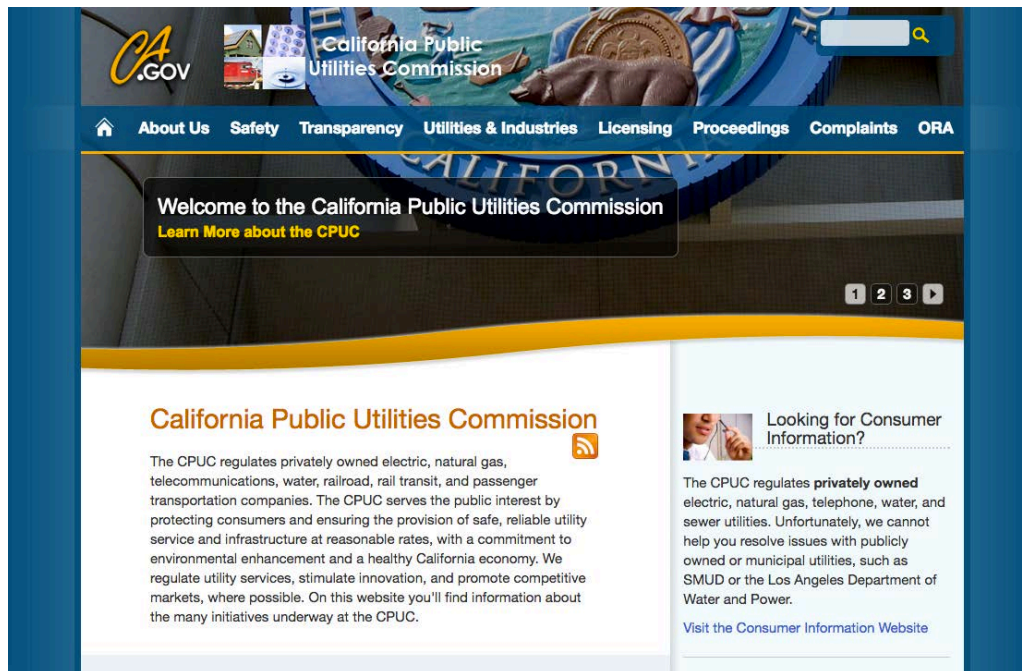 CA
.GOV
California Public
Utilities Commission
About Us Safety Transparency Utilities & Industries Licensing Proceedings Complaints ORA
CALIFORNIA
Welcome to the California Public Utilities Commission
Learn More about the CPUC
1 2 3
California Public Utilities Commission
The CPUC regulates privately owned electric, natural gas,
telecommunications, water, railroad, rail transit, and passenger
transportation companies. The CPUC serves the public interest by
protecting consumers and ensuring the provision of safe, reliable utility
service and infrastructure at reasonable rates, with a commitment to
environmental enhancement and a healthy California economy. We
regulate utility services, stimulate innovation, and promote competitive
markets, where possible. On this website you'll find information about
the many initiatives underway at the CPUC.
Looking for Consumer
Information?
The CPUC regulates privately owned
electric, natural gas, telephone, water, and
sewer utilities. Unfortunately, we cannot
help you resolve issues with publicly
owned or municipal utilities, such as
SMUD or the Los Angeles Department of
Water and Power.
Visit the Consumer Information Website